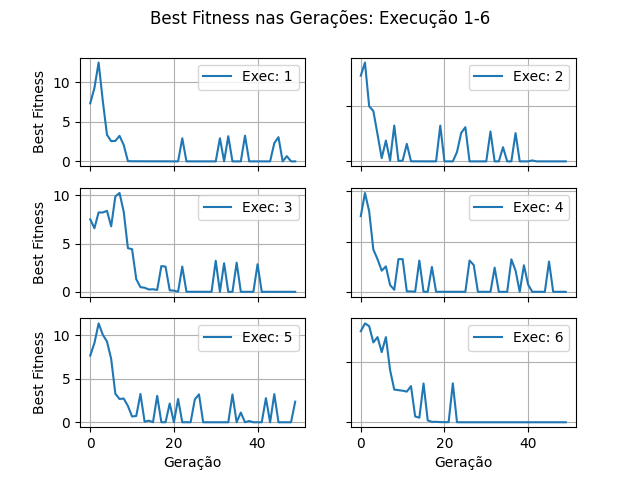 Best Fitness nas Gerações: Execução 1-6
Best Fitness
10
5
0
Exec: 1
Exec: 2
Best Fitness
10
5
0
Exec: 3
Exec: 4
Best Fitness
10
5
0
Exec: 5
Exec: 6
0 20 40
0 20 40
Geração
Geração